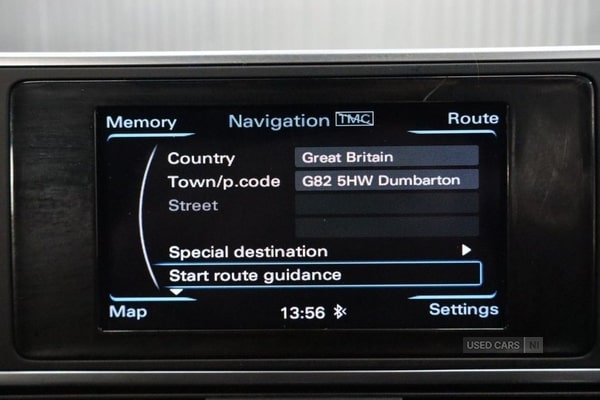 Memory Navigation TMC Route
Country Great Britain
Town/p.code G82 5HW Dumbarton
Street
Special destination
Start route guidance
Map 13:56 Settings
USED CARS NI